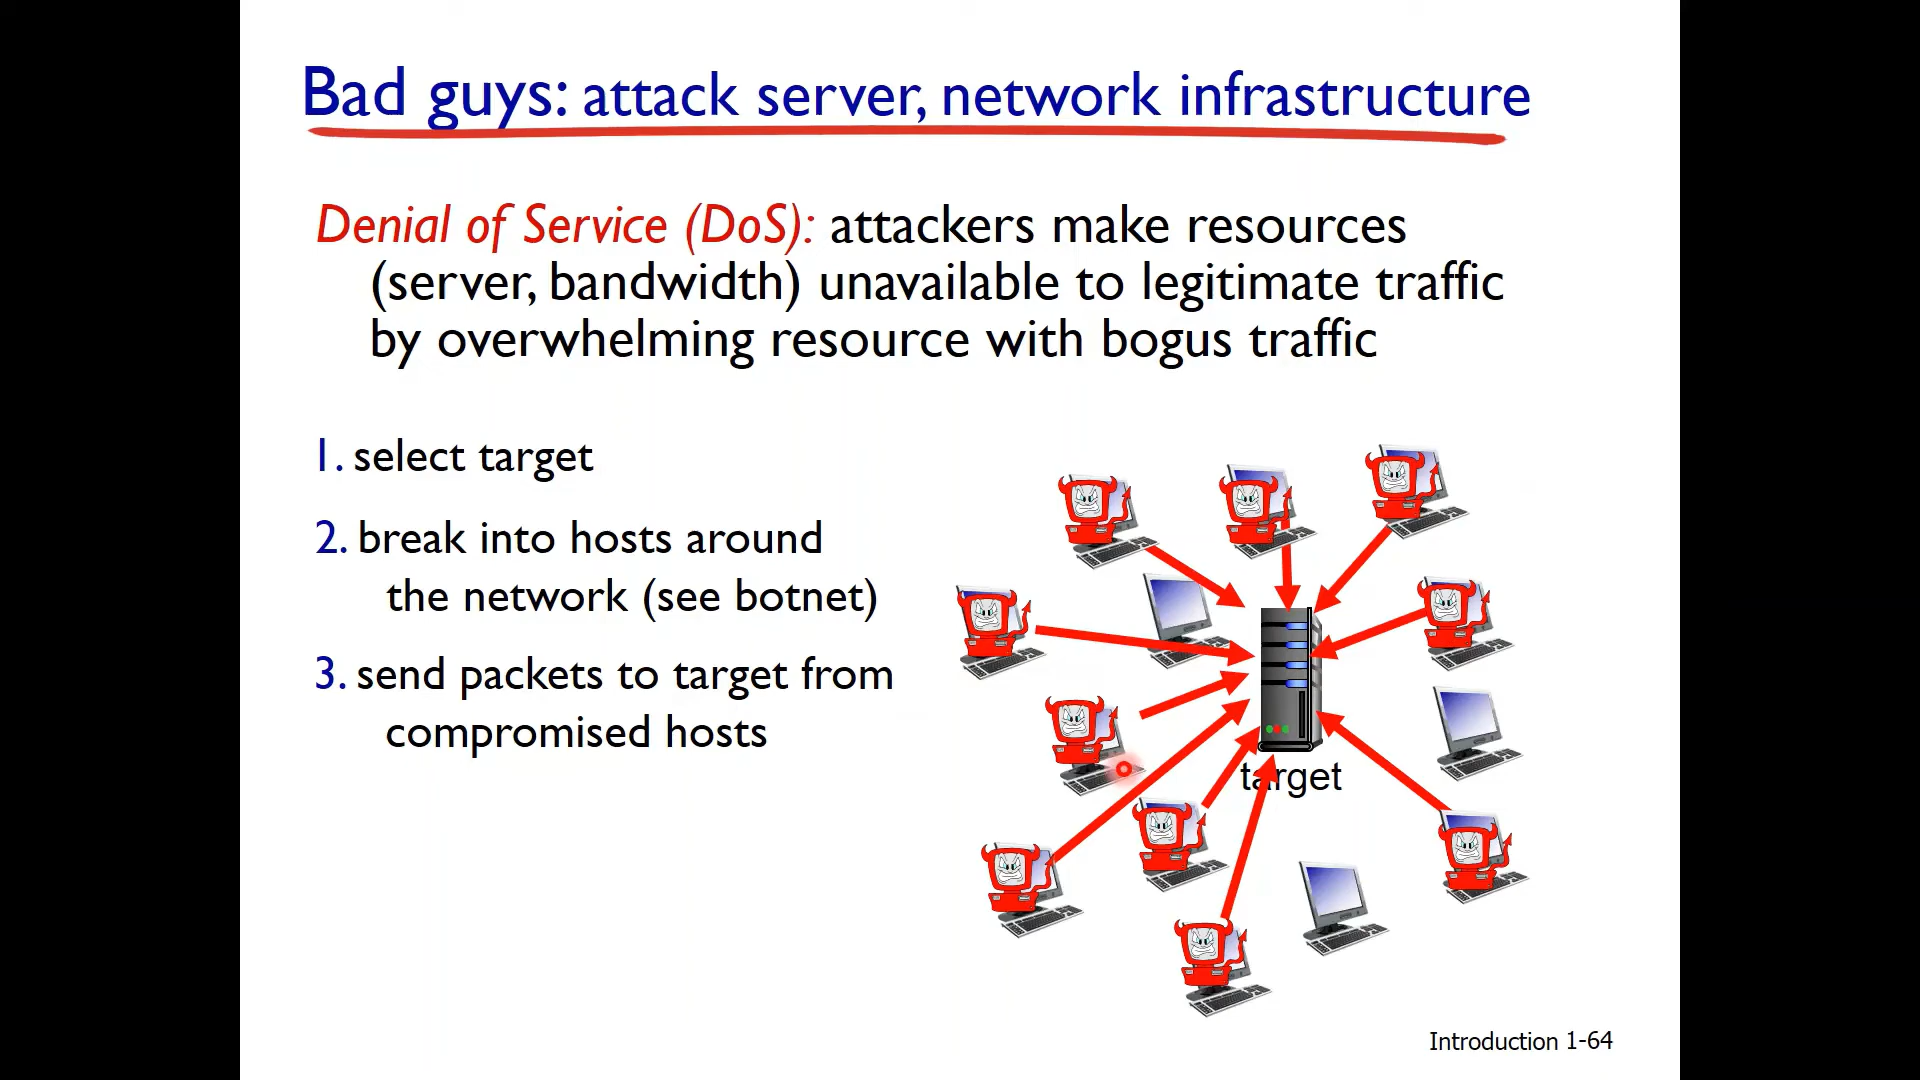 Bad guys: attack server, network infrastructure
Denial of Service (DoS): attackers make resources
(server, bandwidth) unavailable to legitimate traffic
by overwhelming resource with bogus traffic
1. select target
2. break into hosts around
the network (see botnet)
3. send packets to target from
compromised hosts
target
Introduction 1-64